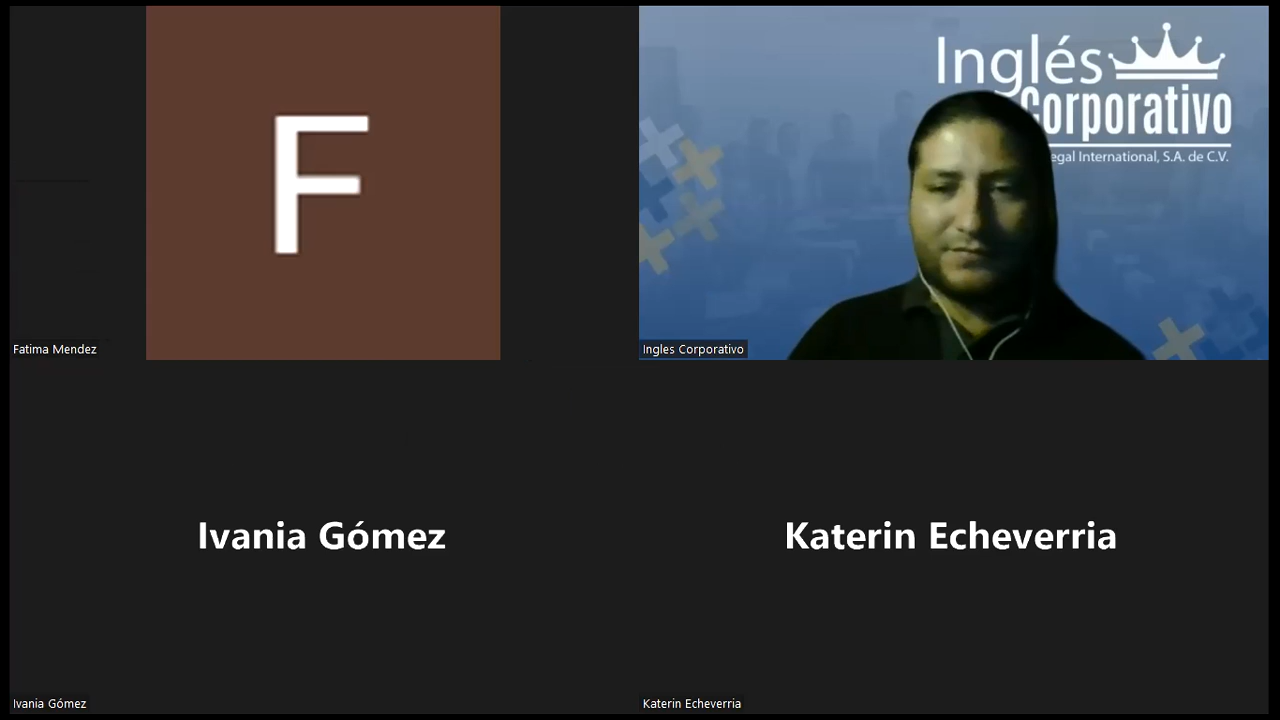 F
Fatima Mendez
Inglés
Corporativo
egal International, S.A. de C.V.
Ingles Corporativo
Ivania Gómez
Katerin Echeverria
Ivania Gómez
Katerin Echeverria